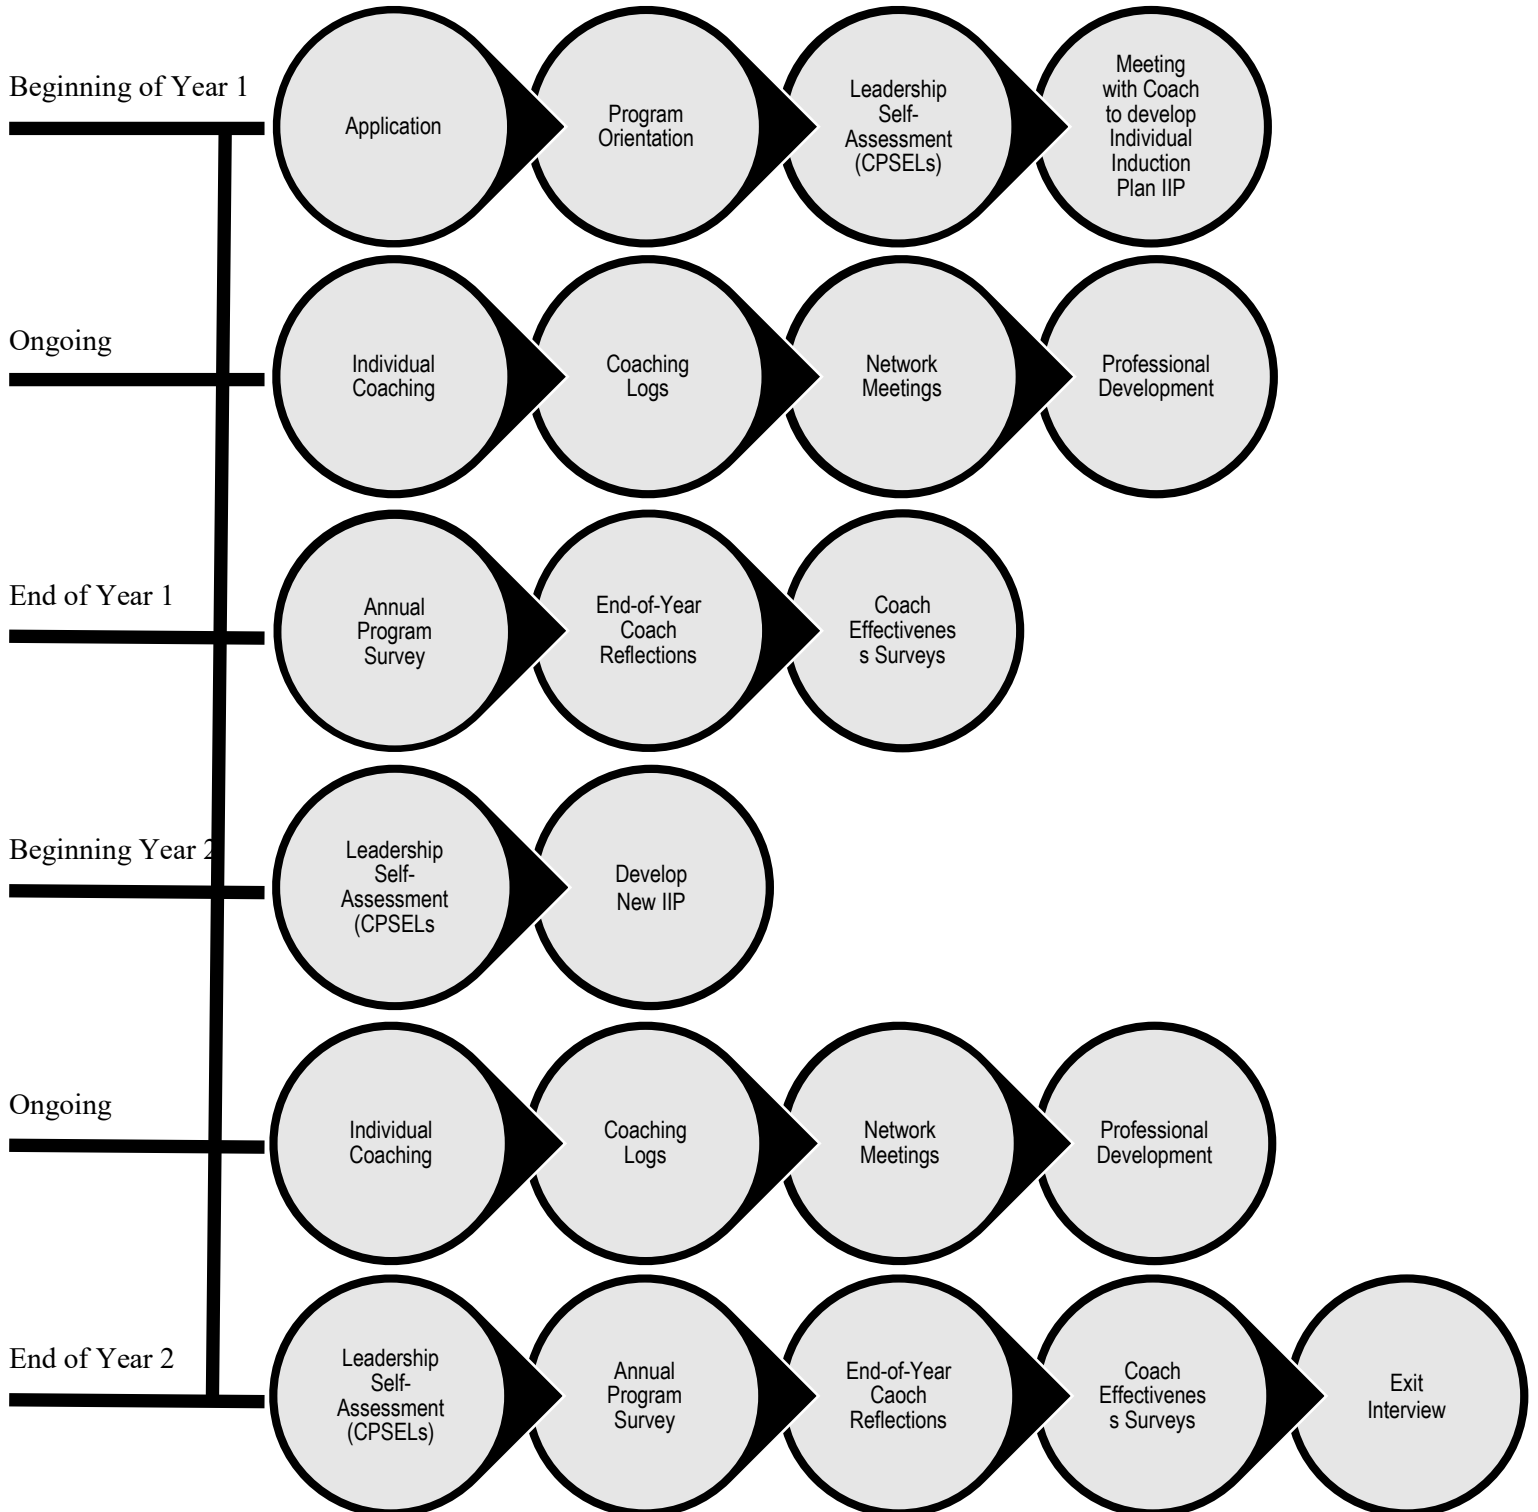 Beginning of Year 1
Application
Program
Orientation
Leadership
Self-
Assessment
(CPSELs)
Meeting
with Coach
to develop
Individual
Induction
Plan IIP
Ongoing
Individual
Coaching
Coaching
Logs
Network
Meetings
Professional
Development
End of Year 1
Annual
Program
Survey
End-of-Year
Coach
Reflections
Coach
Effectivenes
s Surveys
Beginning Year 2
Leadership
Self-
Assessment
(CPSELs
Develop
New IIP
Ongoing
Individual
Coaching
Coaching
Logs
Network
Meetings
Professional
Development
End of Year 2
Leadership
Self-
Assessment
(CPSELs)
Annual
Program
Survey
End-of-Year
Caoch
Reflections
Coach
Effectivenes
s Surveys
Exit
Interview